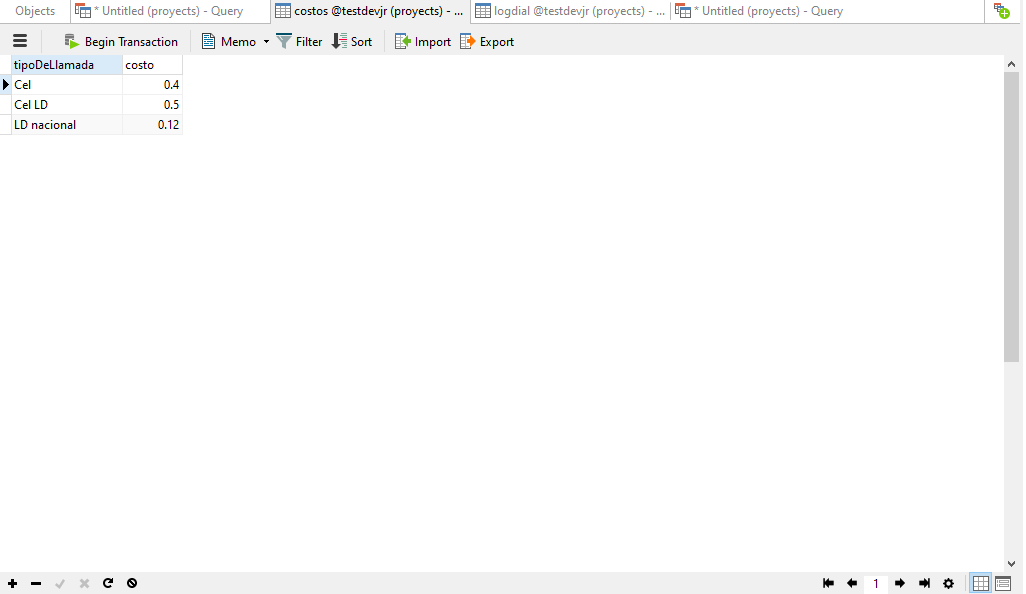 Objects * Untitled (proyects) - Query costos @testdevjr (proyects) - ... logdial @testdevjr (proyects) - ... * Untitled (proyects) - Query
Begin Transaction Memo Filter Sort Import Export
tipoDeLlamada costo
Cel 0.4
Cel LD 0.5
LD nacional 0.12
1